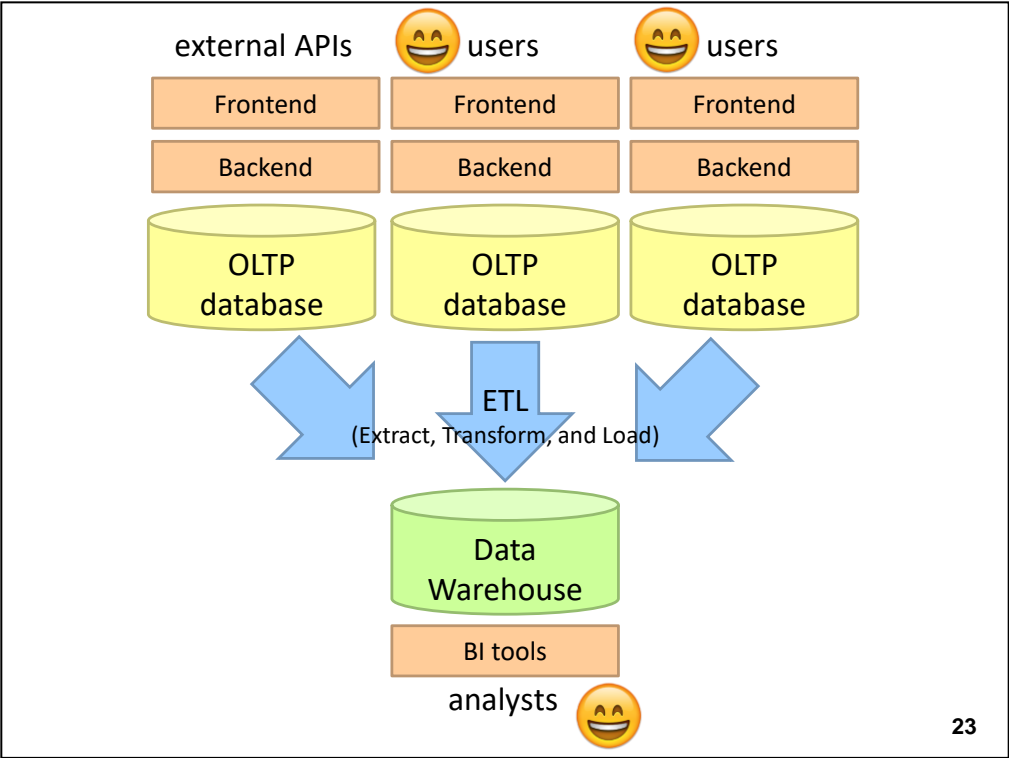 external APIs
users
users
Frontend
Frontend
Frontend
Backend
Backend
Backend
OLTP
database
OLTP
database
OLTP
database
ETL
(Extract, Transform, and Load)
Data
Warehouse
BI tools
analysts
23